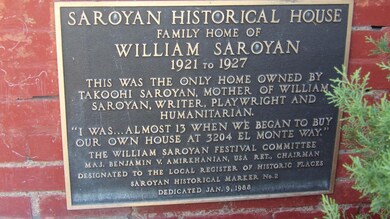 SAROYAN HISTORICAL HOUSE
FAMILY HOME OF
WILLIAM SAROYAN
1921 TO 1927
THIS WAS THE ONLY HOME OWNED BY
TAKOOHI SAROYAN, MOTHER OF WILLIAM
SAROYAN, WRITER, PLAYWRIGHT AND
HUMANITARIAN.
"I WAS...ALMOST 13 WHEN WE BEGAN TO BUY
OUR OWN HOUSE AT 3204 EL MONTE WAY."
THE WILLIAM SAROYAN FESTIVAL COMMITTEE
MAJ. BENJAMIN V. AMIRKHANIAN, USA RET., CHAIRMAN
DESIGNATED TO THE LOCAL REGISTER OF HISTORIC PLACES
SAROYAN HISTORICAL MARKER No.2
DEDICATED JAN. 9, 1988